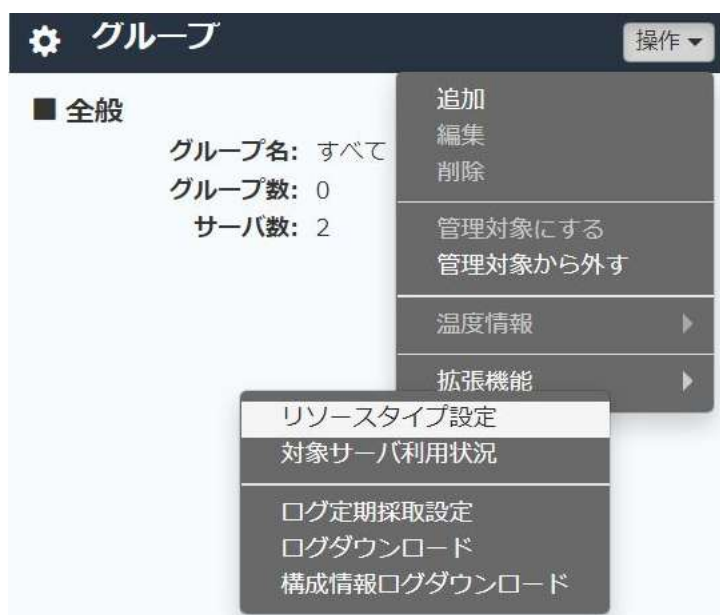 グループ
操作
■ 全般
グループ名: すべて
グループ数: 0
サーバ数: 2
追加
編集
削除
管理対象にする
管理対象から外す
温度情報
拡張機能
リソースタイプ設定
対象サーバ利用状況
ログ定期採取設定
ログダウンロード
構成情報ログダウンロード